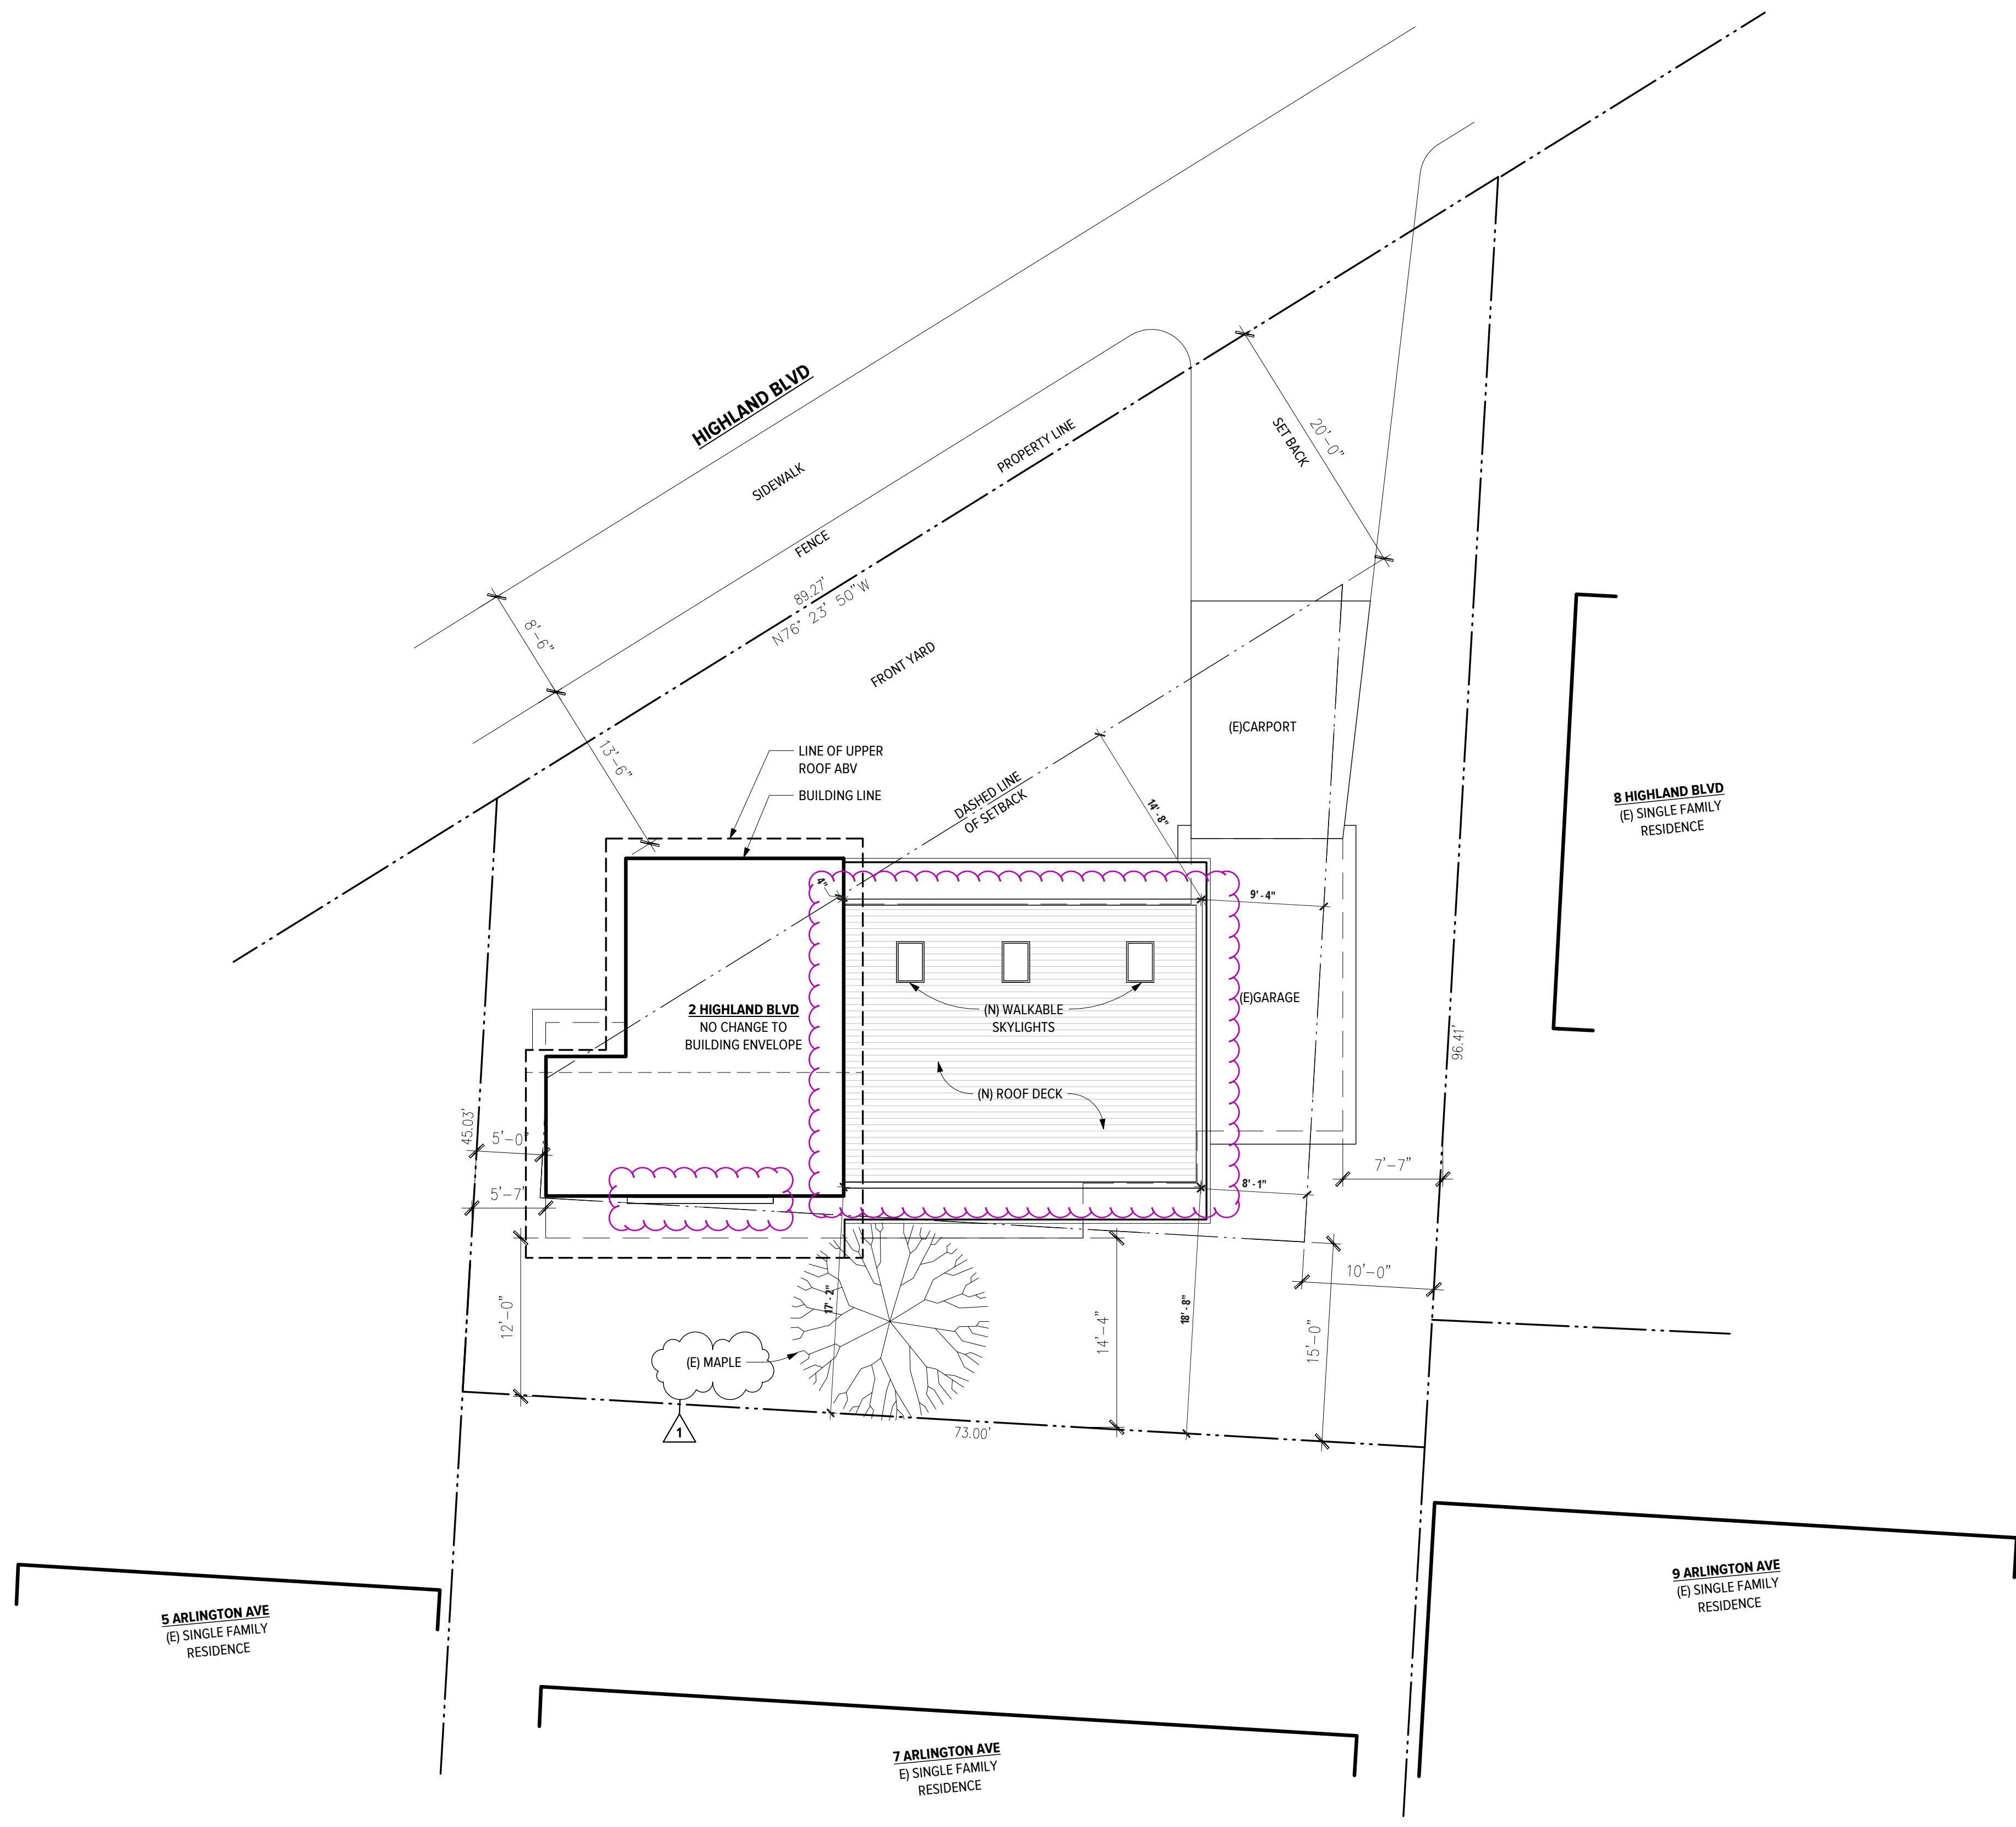 HIGHLAND BLVD
SIDEWALK
FENCE
PROPERTY LINE
89.27'
N76° 23' 50"W
SET BACK
20'-0"
8'-6"
13'-6"
FRONT YARD
LINE OF UPPER
ROOF ABV
BUILDING LINE
DASHED LINE
OF SETBACK
14' - 8"
(E)CARPORT
8 HIGHLAND BLVD
(E) SINGLE FAMILY
RESIDENCE
4"
9' - 4"
2 HIGHLAND BLVD
NO CHANGE TO
BUILDING ENVELOPE
(N) WALKABLE
SKYLIGHTS
(E)GARAGE
(N) ROOF DECK
96.41'
45.03'
5'-0"
5'-7"
7'-7"
8' - 1"
10'-0"
12'-0"
17' - 2"
14'-4"
18' - 8"
15'-0"
(E) MAPLE
1
73.00'
5 ARLINGTON AVE
(E) SINGLE FAMILY
RESIDENCE
9 ARLINGTON AVE
(E) SINGLE FAMILY
RESIDENCE
7 ARLINGTON AVE
E) SINGLE FAMILY
RESIDENCE